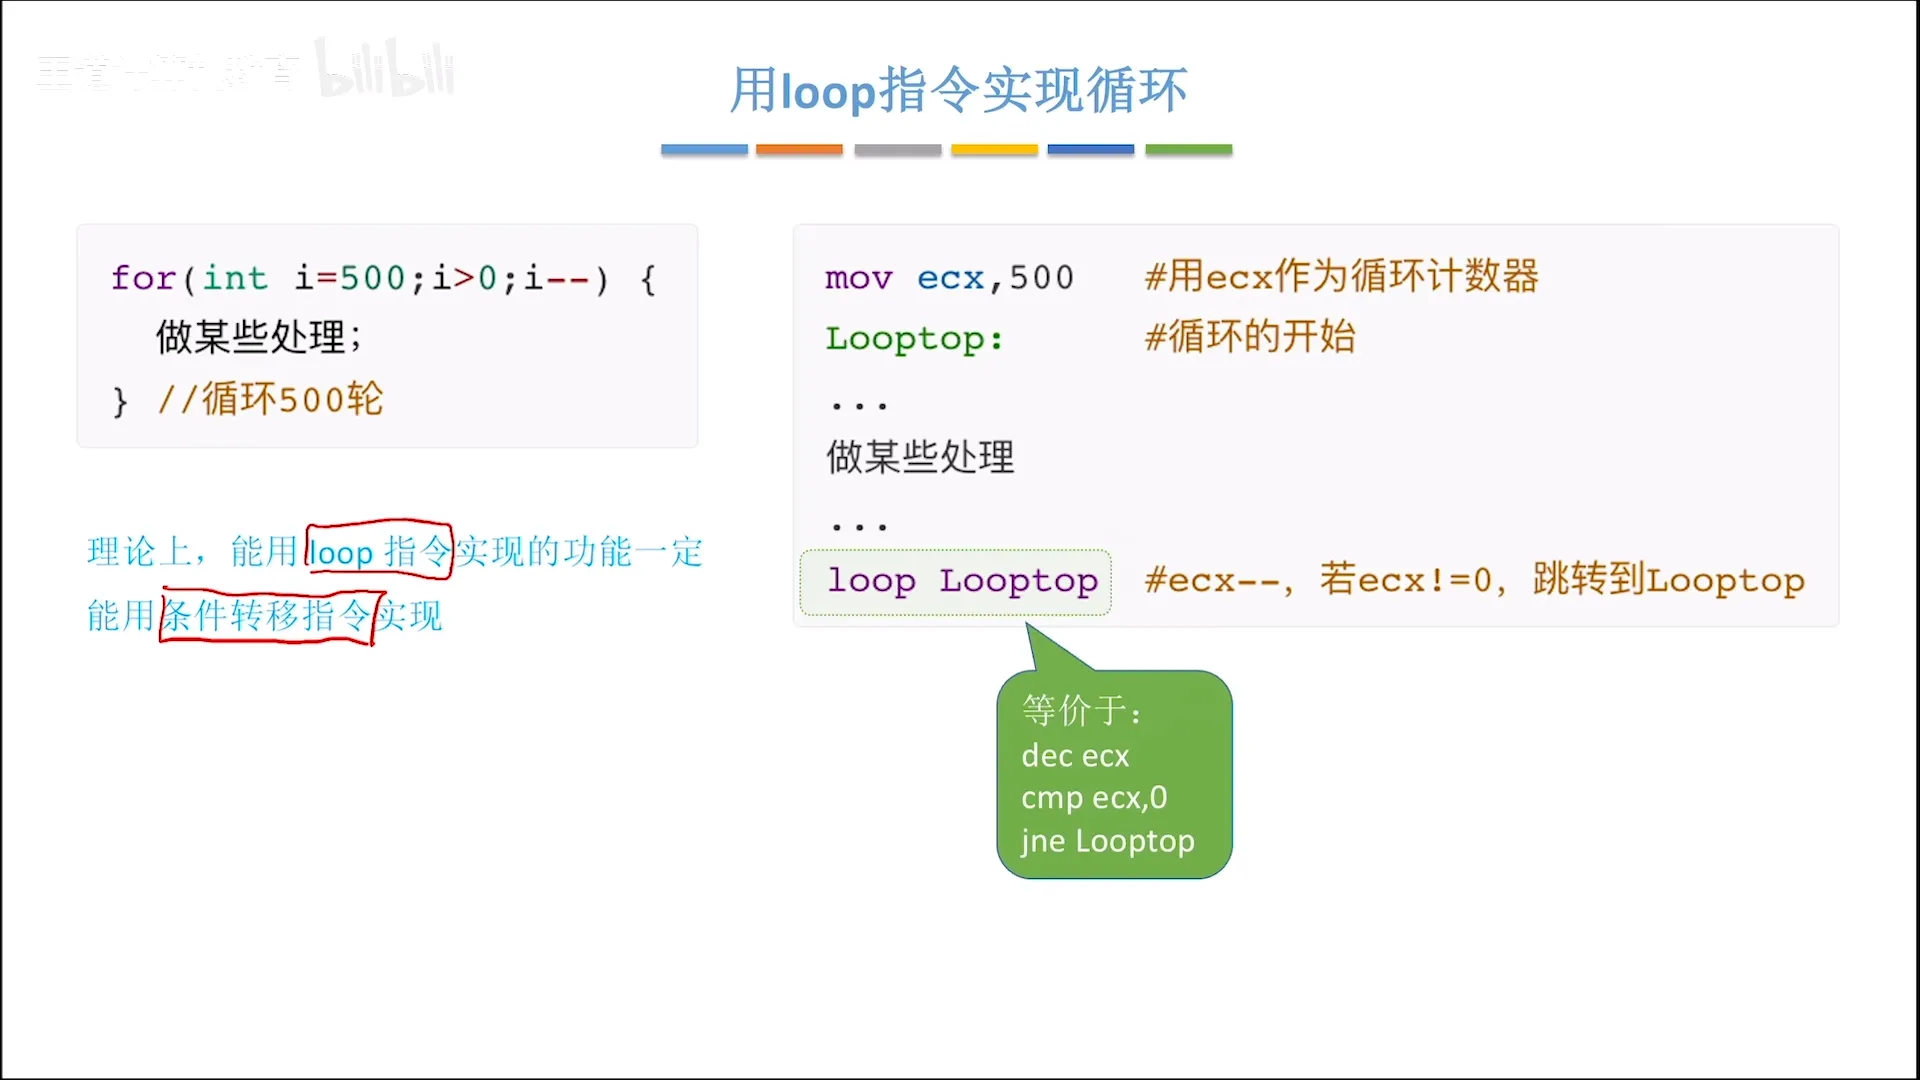 bilibili
用loop指令实现循环
for(int i=500;i>0;i--) {
做某些处理;
} //循环500轮
理论上，能用 loop 指令实现的功能一定
能用条件转移指令实现
mov ecx,500 #用ecx作为循环计数器
Looptop: #循环的开始
...
做某些处理
...
loop Looptop #ecx--, 若ecx!=0, 跳转到Looptop
等价于：
dec ecx
cmp ecx,0
jne Looptop